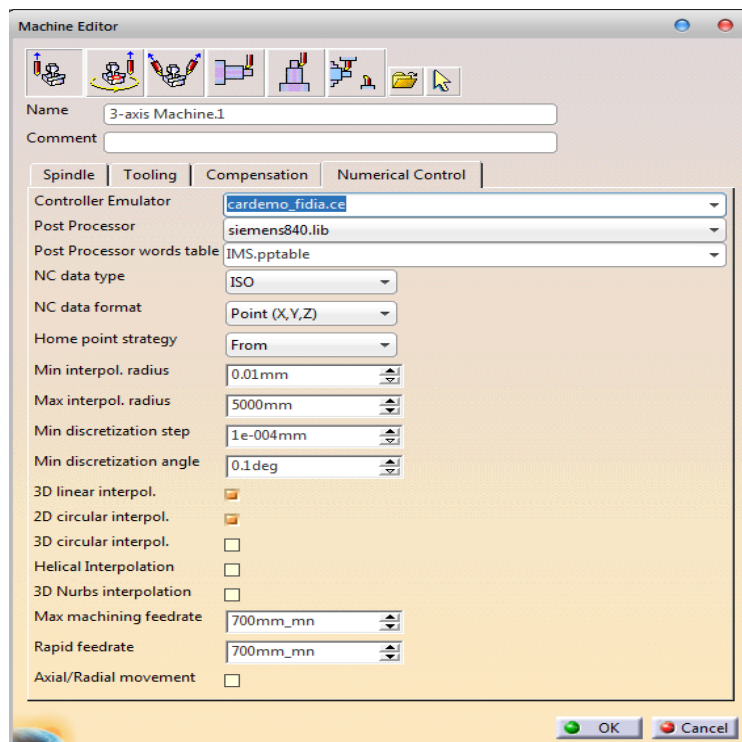 Machine Editor
Name 3-axis Machine.1
Comment
Spindle Tooling Compensation Numerical Control
Controller Emulator cardemo_fidia.ce
Post Processor siemens840.lib
Post Processor words table IMS.pptable
NC data type ISO
NC data format Point (X,Y,Z)
Home point strategy From
Min interpol. radius 0.01mm
Max interpol. radius 5000mm
Min discretization step 1e-004mm
Min discretization angle 0.1deg
3D linear interpol.
2D circular interpol.
3D circular interpol.
Helical Interpolation
3D Nurbs interpolation
Max machining feedrate 700mm_mn
Rapid feedrate 700mm_mn
Axial/Radial movement
OK Cancel